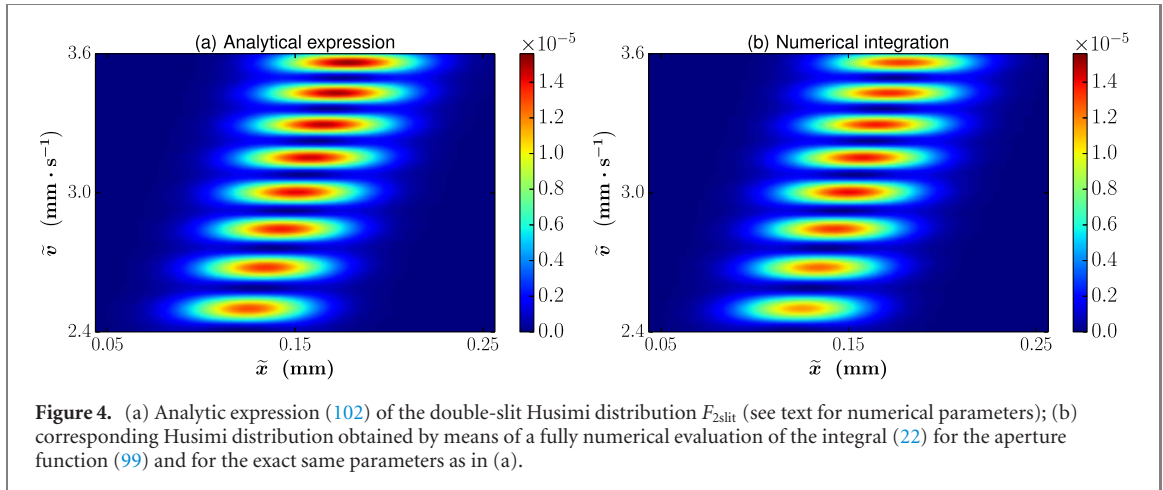 (a) Analytical expression
×10⁻⁵
3.6
3.0
2.4
ṽ (mm · s⁻¹)
0.05 0.15 0.25
x̃ (mm)
1.4
1.2
1.0
0.8
0.6
0.4
0.2
0.0
(b) Numerical integration
×10⁻⁵
3.6
3.0
2.4
ṽ (mm · s⁻¹)
0.05 0.15 0.25
x̃ (mm)
1.4
1.2
1.0
0.8
0.6
0.4
0.2
0.0
Figure 4. (a) Analytic expression (102) of the double-slit Husimi distribution F₂ₛₗᵢₜ (see text for numerical parameters); (b)
corresponding Husimi distribution obtained by means of a fully numerical evaluation of the integral (22) for the aperture
function (99) and for the exact same parameters as in (a).